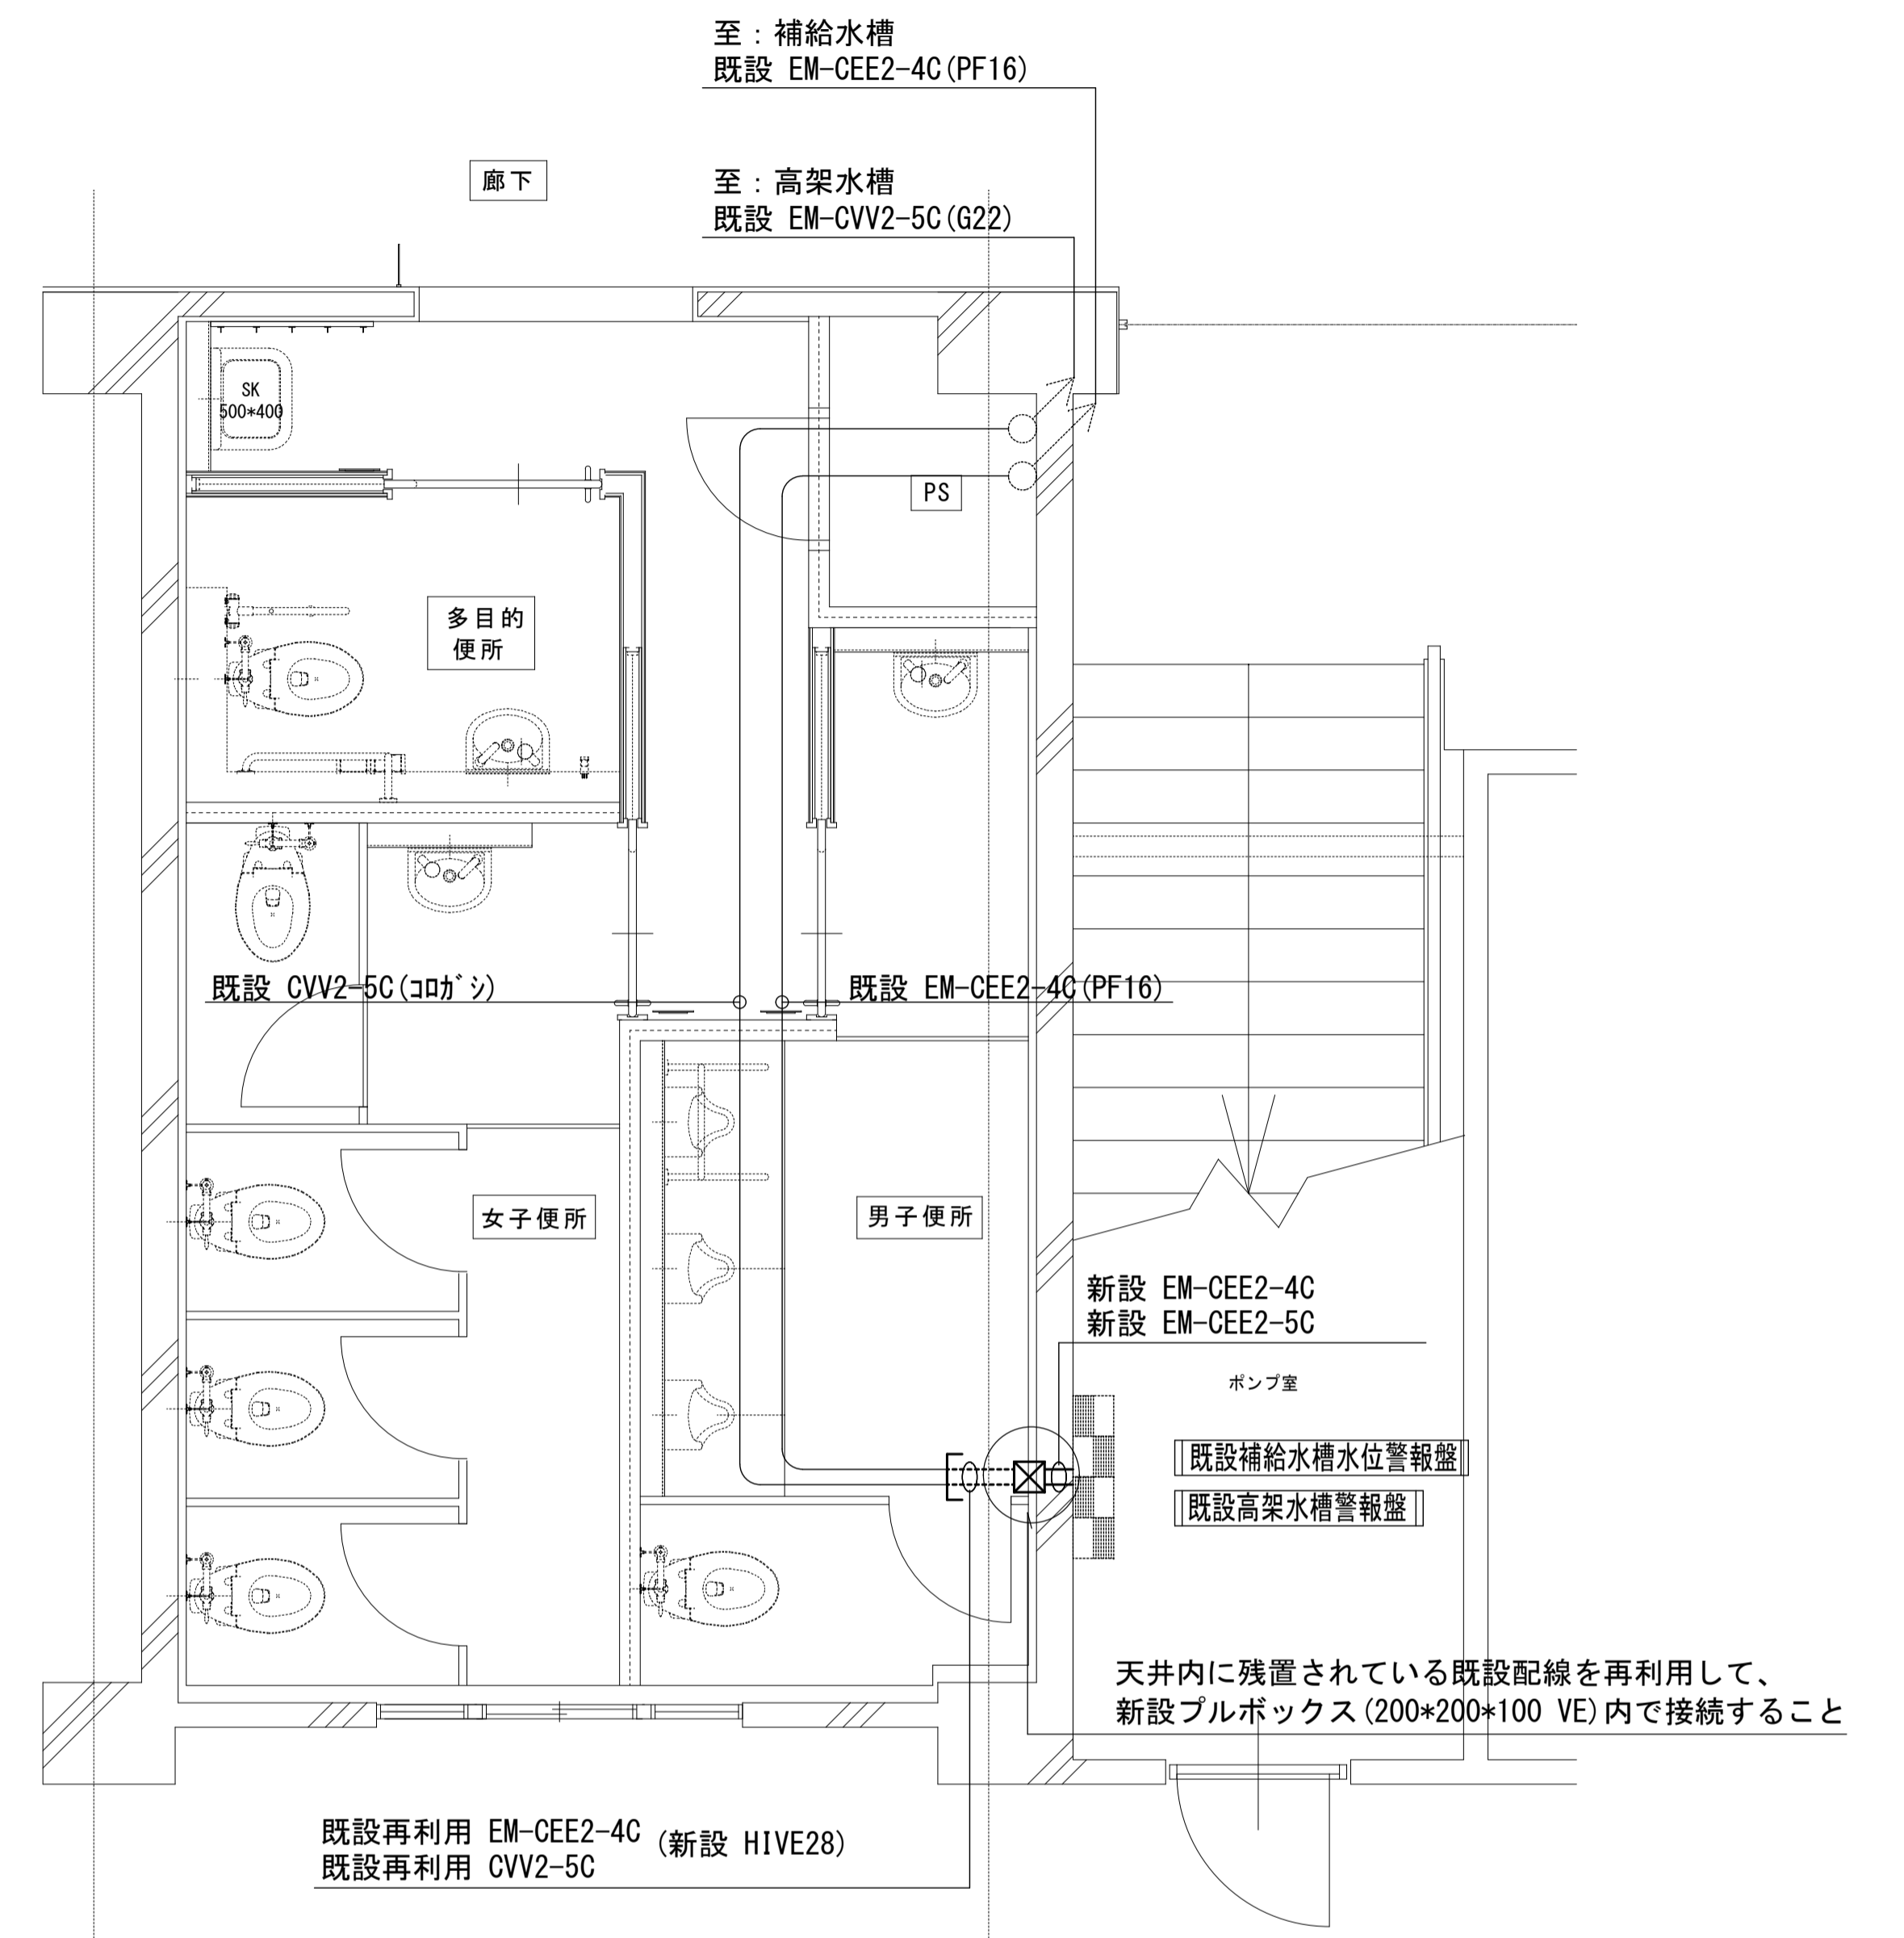 至：補給水槽
既設 EM-CEE2-4C(PF16)
廊下
至：高架水槽
既設 EM-CVV2-5C(G22)
SK
500*400
PS
多目的
便所
既設 CVV2-5C(ｺﾛｶﾞｼ)
既設 EM-CEE2-4C(PF16)
女子便所
男子便所
新設 EM-CEE2-4C
新設 EM-CEE2-5C
ポンプ室
既設補給水槽水位警報盤
既設高架水槽警報盤
天井内に残置されている既設配線を再利用して、
新設プルボックス(200*200*100 VE)内で接続すること
既設再利用 EM-CEE2-4C
(新設 HIVE28)
既設再利用 CVV2-5C